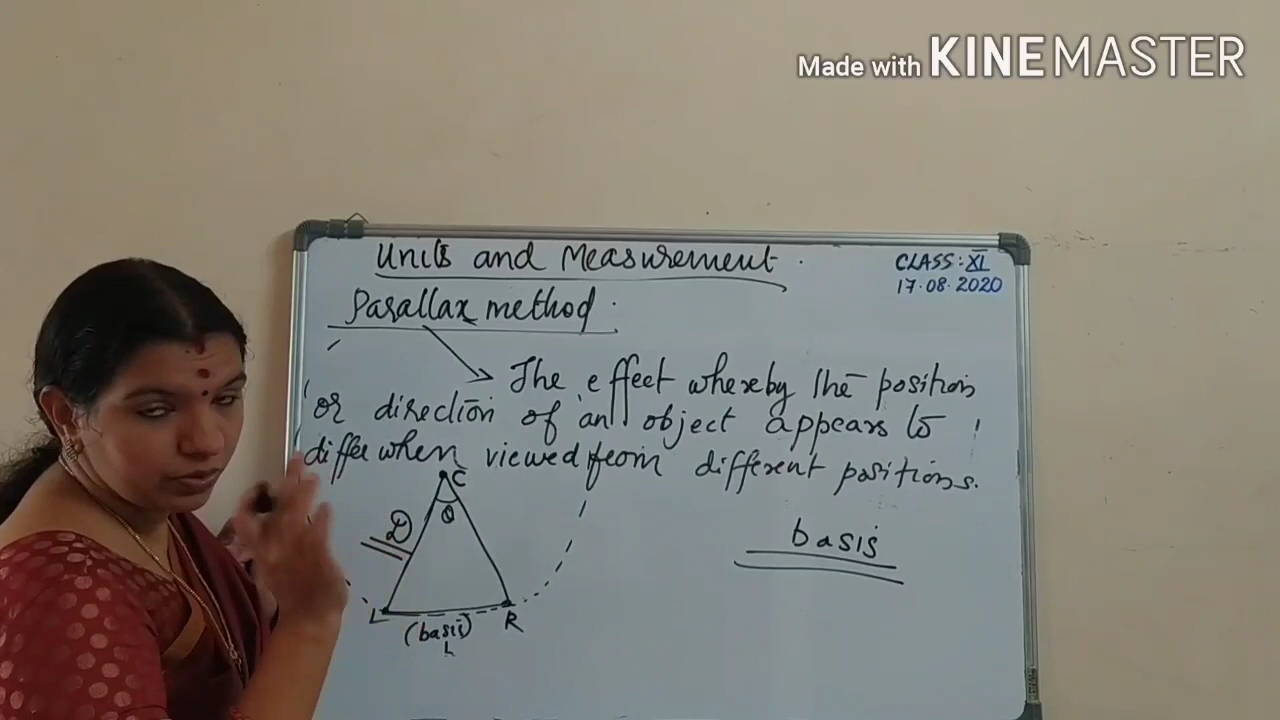 Made with KINEMASTER
Units and Measurement.
CLASS: XI
17.08.2020
Parallax method.
The effect whereby the position
or direction of an object appears to
differ when viewed from different positions.
C
θ
D
L
R
(basis)
L
basis